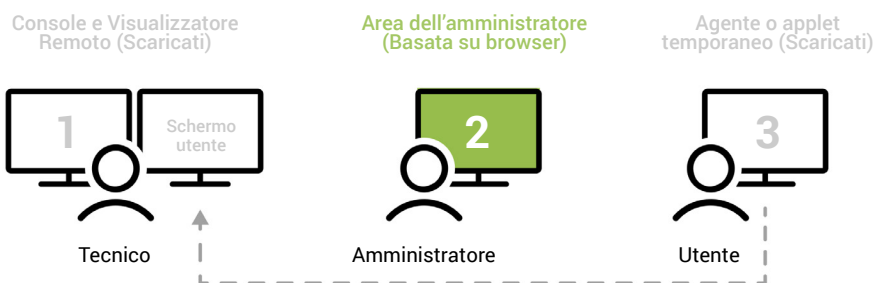 Console e Visualizzatore
Remoto (Scaricati)
Area dell'amministratore
(Basata su browser)
Agente o applet
temporaneo (Scaricati)
1
Schermo
utente
2
3
Tecnico
Amministratore
Utente